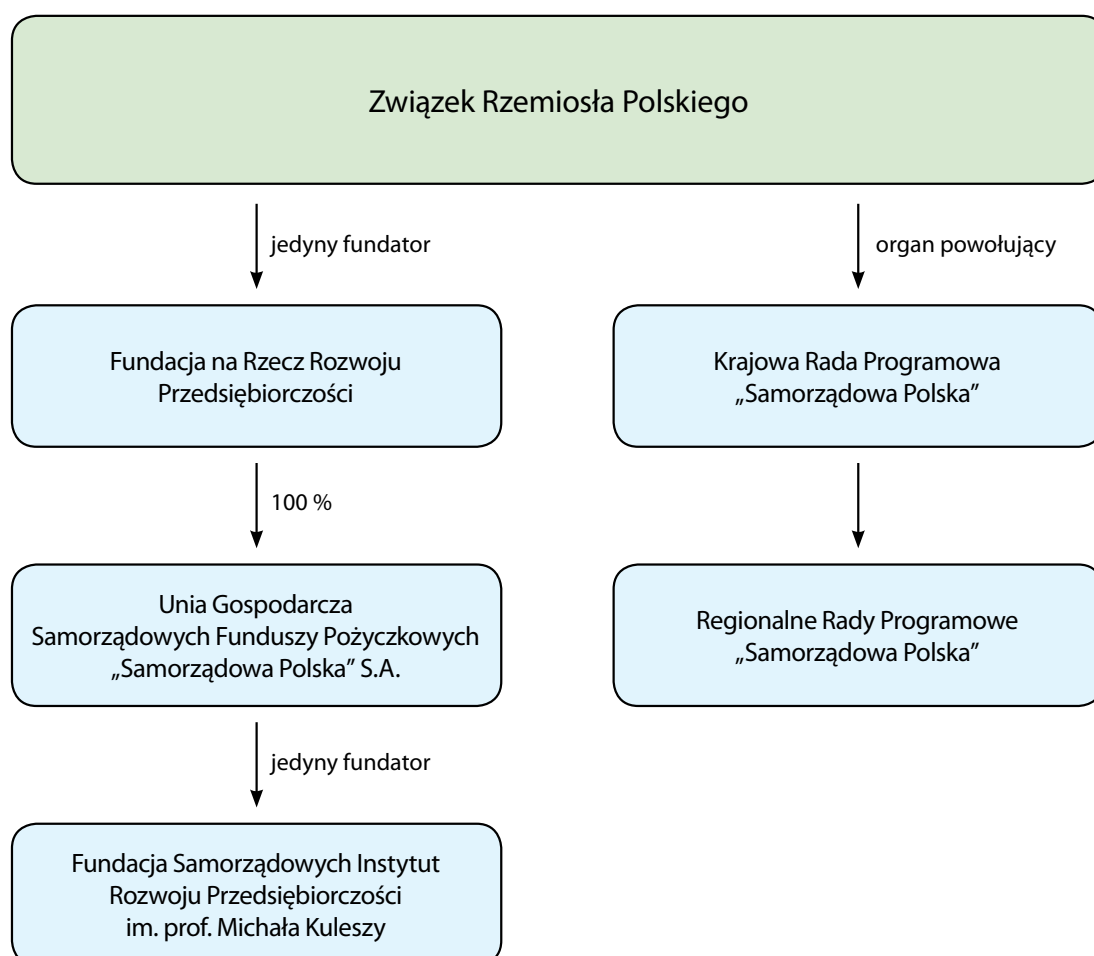 Związek Rzemiosła Polskiego
jedyny fundator
organ powołujący
Fundacja na Rzecz Rozwoju
Przedsiębiorczości
Krajowa Rada Programowa
„Samorządowa Polska”
100 %
Unia Gospodarcza
Samorządowych Funduszy Pożyczkowych
„Samorządowa Polska” S.A.
Regionalne Rady Programowe
„Samorządowa Polska”
jedyny fundator
Fundacja Samorządowych Instytut
Rozwoju Przedsiębiorczości
im. prof. Michała Kuleszy